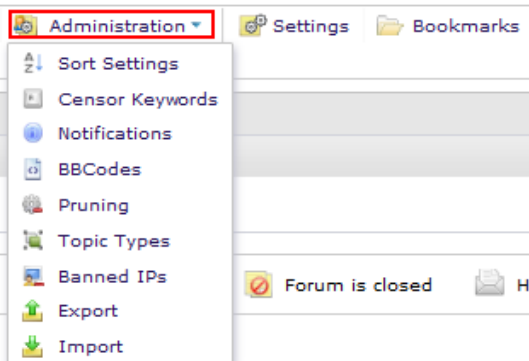 Administration Settings Bookmarks
Sort Settings
Censor Keywords
Notifications
BBCodes
Pruning
Topic Types
Banned IPs
Forum is closed H
Export
Import